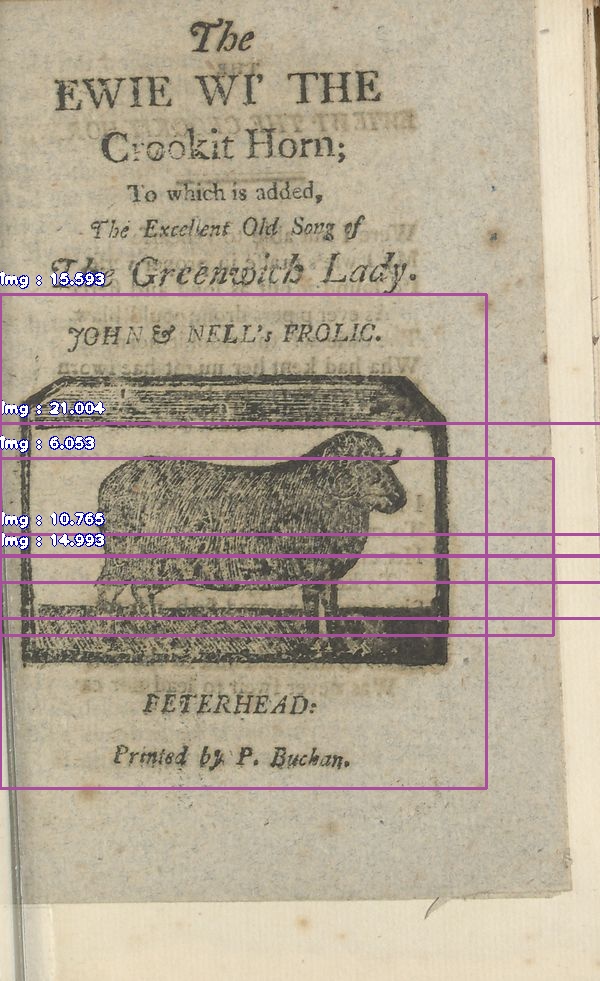 The
EWIE WI' THE
Crookit Horn;
To which is added,
The Excellent Old Song of
The Greenwich Lady.
Img : 15.593
JOHN & NELL's FROLIC.
Img : 21.004
Img : 6.053
Img : 10.765
Img : 14.993
PETERHEAD:
Printed by P. Buchan.